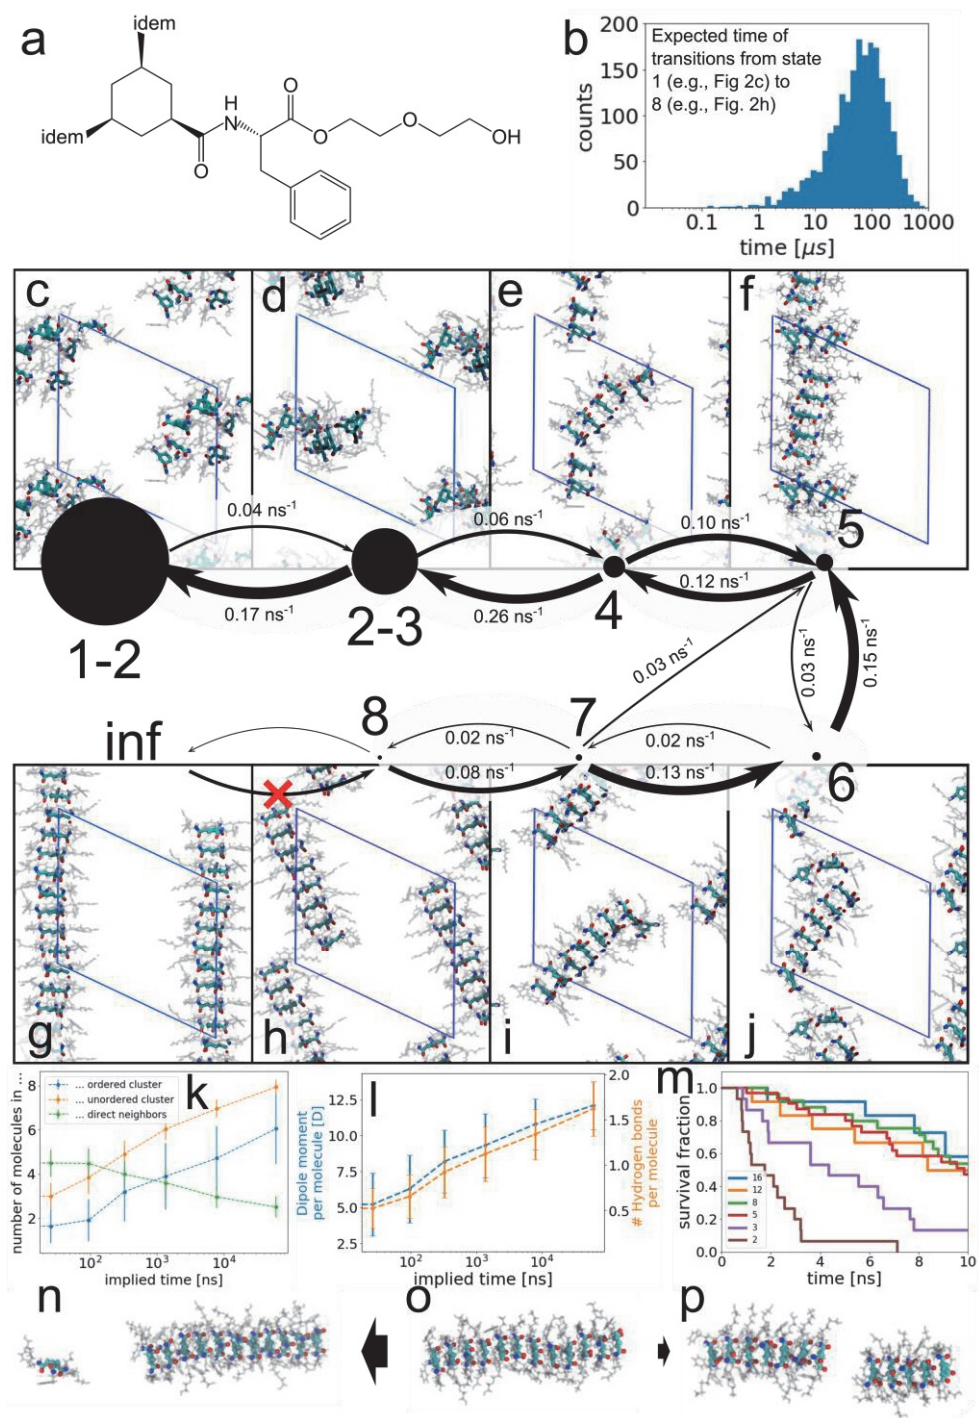 a
idem
idem
H
N
O
O
O
O
OH
b
Expected time of
transitions from state
1 (e.g., Fig 2c) to
8 (e.g., Fig. 2h)
counts
200
150
100
50
0
0.1 1 10 100 1000
time [μs]
c
d
e
f
0.04 ns⁻¹
0.06 ns⁻¹
0.10 ns⁻¹
5
0.17 ns⁻¹
0.26 ns⁻¹
0.12 ns⁻¹
1-2
2-3
4
0.03 ns⁻¹
0.03 ns⁻¹
0.15 ns⁻¹
inf
8
7
6
0.02 ns⁻¹
0.02 ns⁻¹
0.08 ns⁻¹
0.13 ns⁻¹
g
h
i
j
k
number of molecules in ...
8
6
4
2
... ordered cluster
... unordered cluster
... direct neighbors
10² 10³ 10⁴
implied time [ns]
l
Dipole moment
per molecule [D]
12.5
10.0
7.5
5.0
2.5
2.0
1.5
1.0
0.5
# Hydrogen bonds
per molecule
10² 10³ 10⁴
implied time [ns]
m
survival fraction
1.0
0.8
0.6
0.4
0.2
0.0
16
12
8
5
3
2
0 2 4 6 8 10
time [ns]
n
o
p